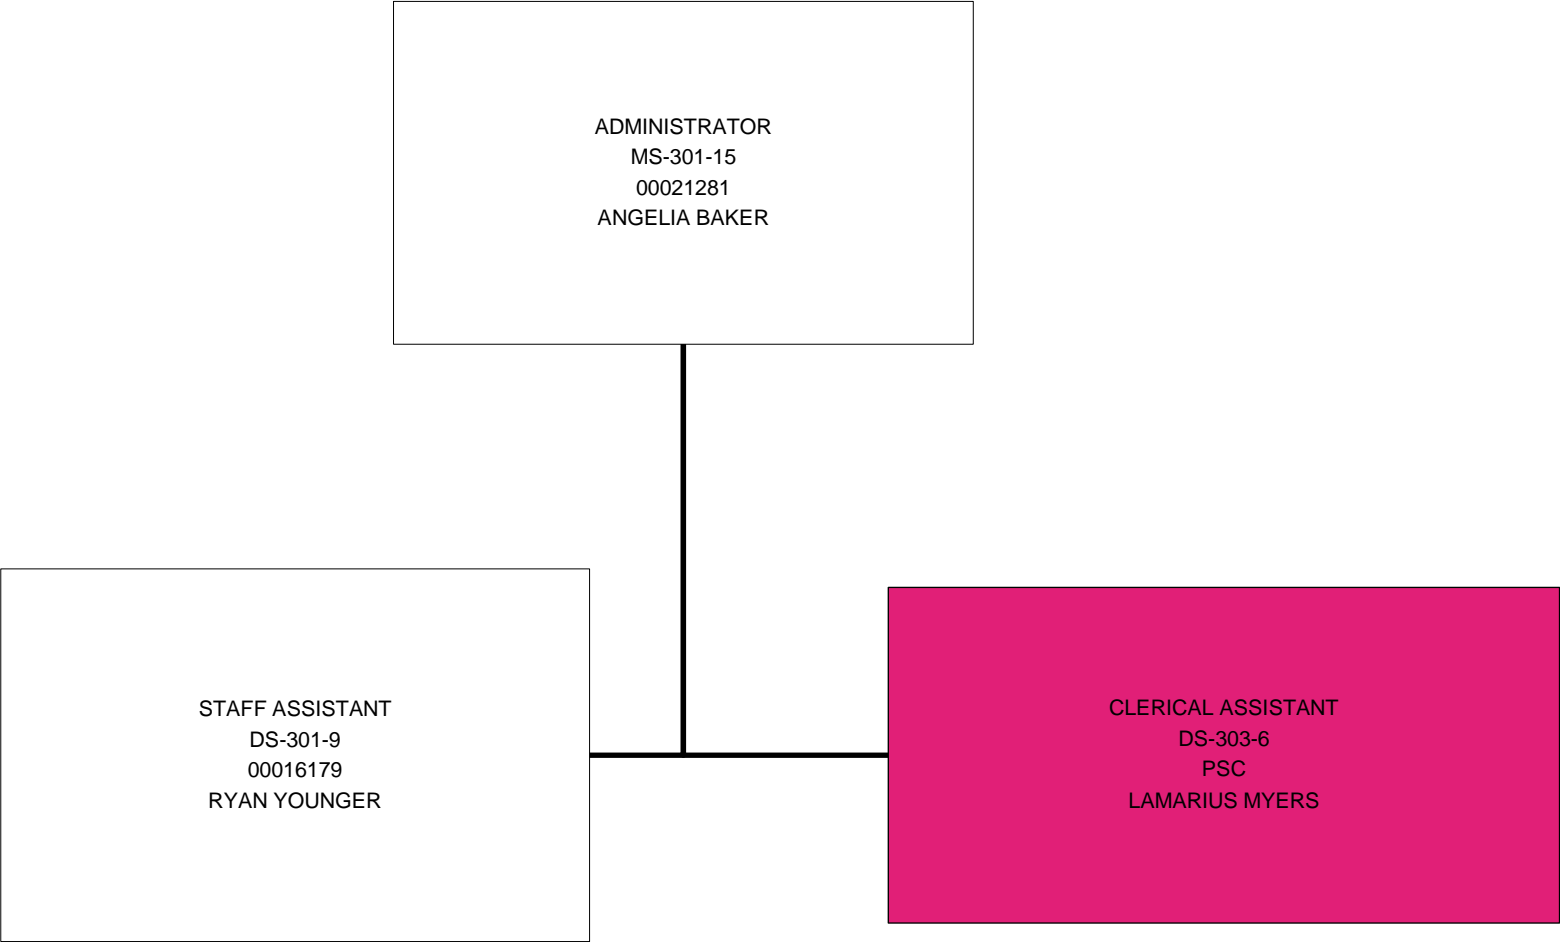 ADMINISTRATOR
MS-301-15
00021281
ANGELIA BAKER
STAFF ASSISTANT
DS-301-9
00016179
RYAN YOUNGER
CLERICAL ASSISTANT
DS-303-6
PSC
LAMARIUS MYERS